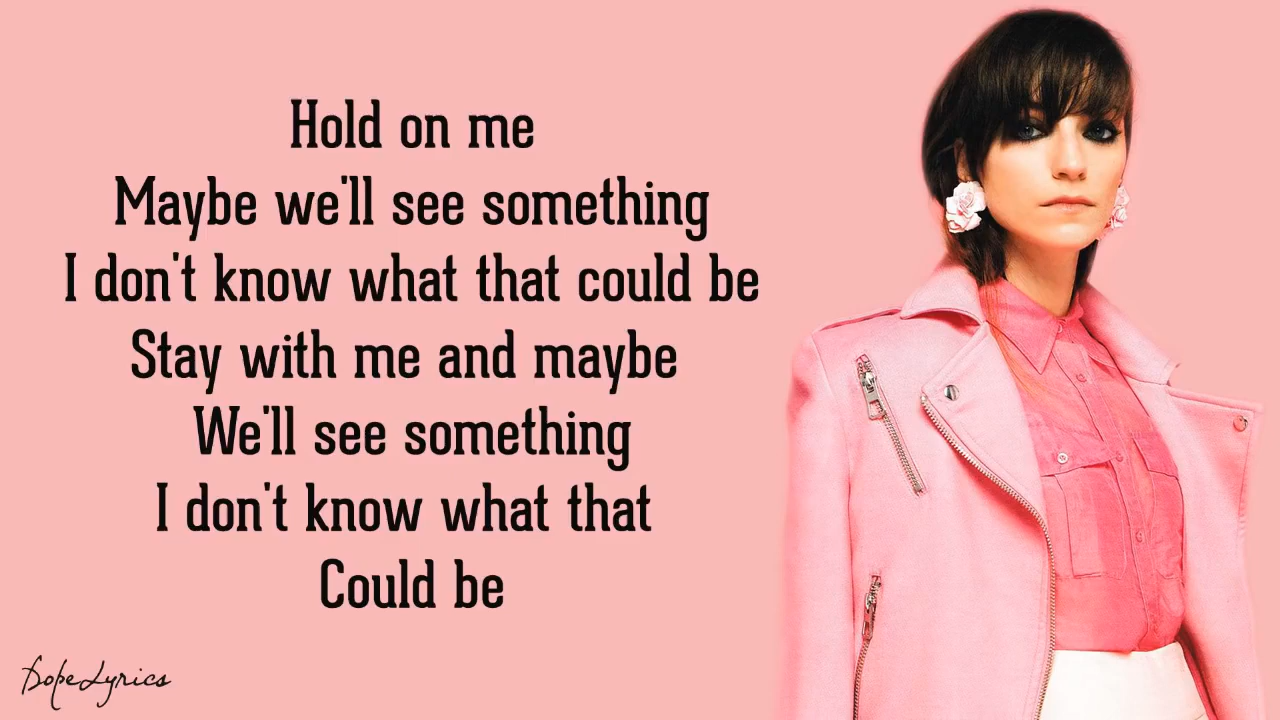 Hold on me
Maybe we'll see something
I don't know what that could be
Stay with me and maybe
We'll see something
I don't know what that
Could be
DopeLyrics